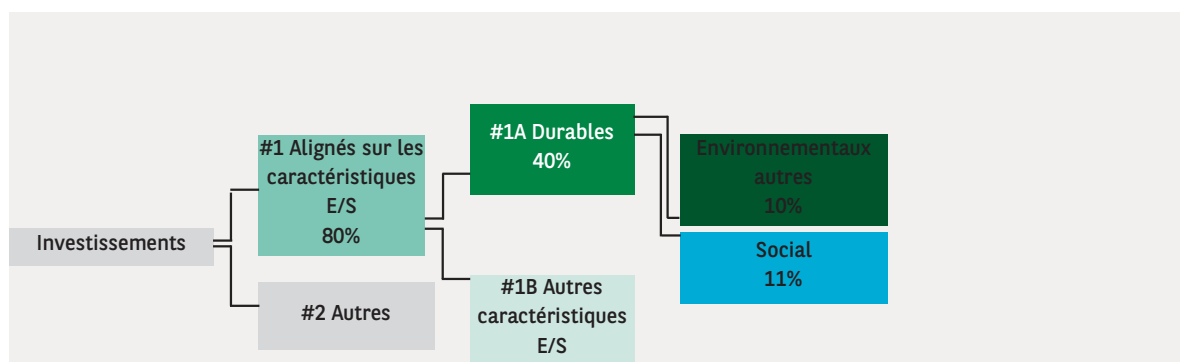 Investissements
#1 Alignés sur les
caractéristiques
E/S
80%
#2 Autres
#1A Durables
40%
#1B Autres
caractéristiques
E/S
Environnementaux
autres
10%
Social
11%